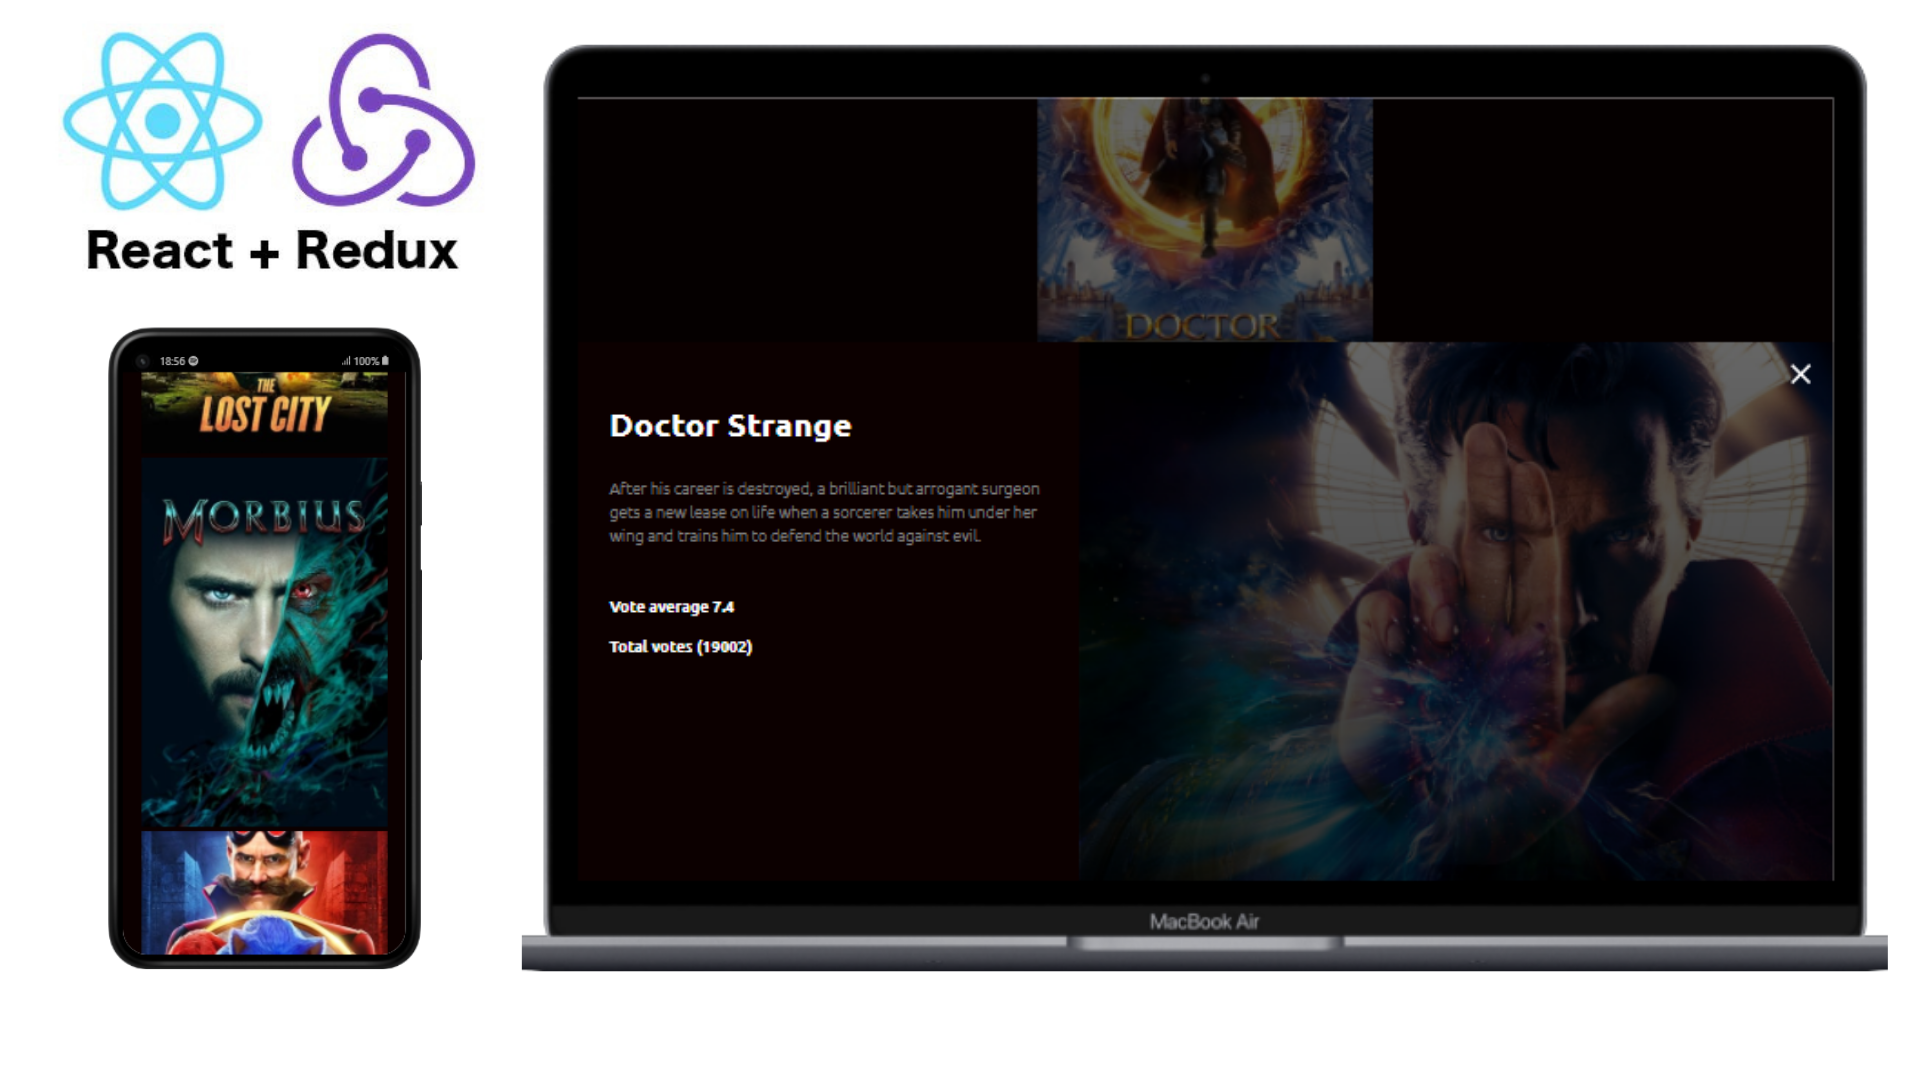 React + Redux
18:56
100%
THE
LOST CITY
MORBIUS
DOCTOR
Doctor Strange
After his career is destroyed, a brilliant but arrogant surgeon
gets a new lease on life when a sorcerer takes him under her
wing and trains him to defend the world against evil.
Vote average 7.4
Total votes (19002)
MacBook Air